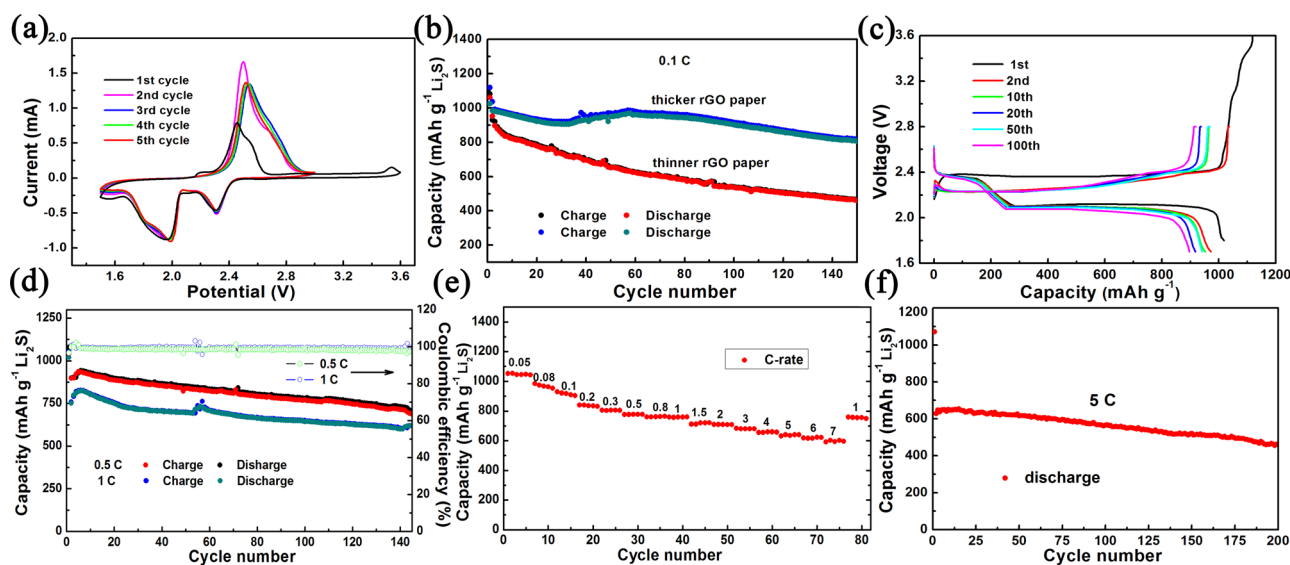 (a)
2.0
1.5
1.0
0.5
0.0
-0.5
-1.0
Current (mA)
1st cycle
2nd cycle
3rd cycle
4th cycle
5th cycle
1.6 2.0 2.4 2.8 3.2 3.6
Potential (V)
(b)
1400
1200
1000
800
600
400
200
0
Capacity (mAh g⁻¹ Li₂S)
0.1 C
thicker rGO paper
thinner rGO paper
Charge Discharge
Charge Discharge
0 20 40 60 80 100 120 140
Cycle number
(c)
3.6
3.2
2.8
2.4
2.0
1.6
Voltage (V)
1st
2nd
10th
20th
50th
100th
0 200 400 600 800 1000 1200
Capacity (mAh g⁻¹)
(d)
1250
1000
750
500
250
0
Capacity (mAh g⁻¹ Li₂S)
0.5 C
1 C
0.5 C Charge Disharge
1 C Charge Discharge
120
100
80
60
40
20
0
Coulombic efficiency (%)
0 20 40 60 80 100 120 140
Cycle number
(e)
1400
1200
1000
800
600
400
200
0
Capacity (mAh g⁻¹ Li₂S)
C-rate
0.05
0.08
0.1
0.2
0.3
0.5
0.8
1
1.5
2
3
4
5
6
7
1
0 10 20 30 40 50 60 70 80
Cycle number
(f)
1400
1200
1000
800
600
400
200
0
Capacity (mAh g⁻¹ Li₂S)
5 C
discharge
0 25 50 75 100 125 150 175 200
Cycle number